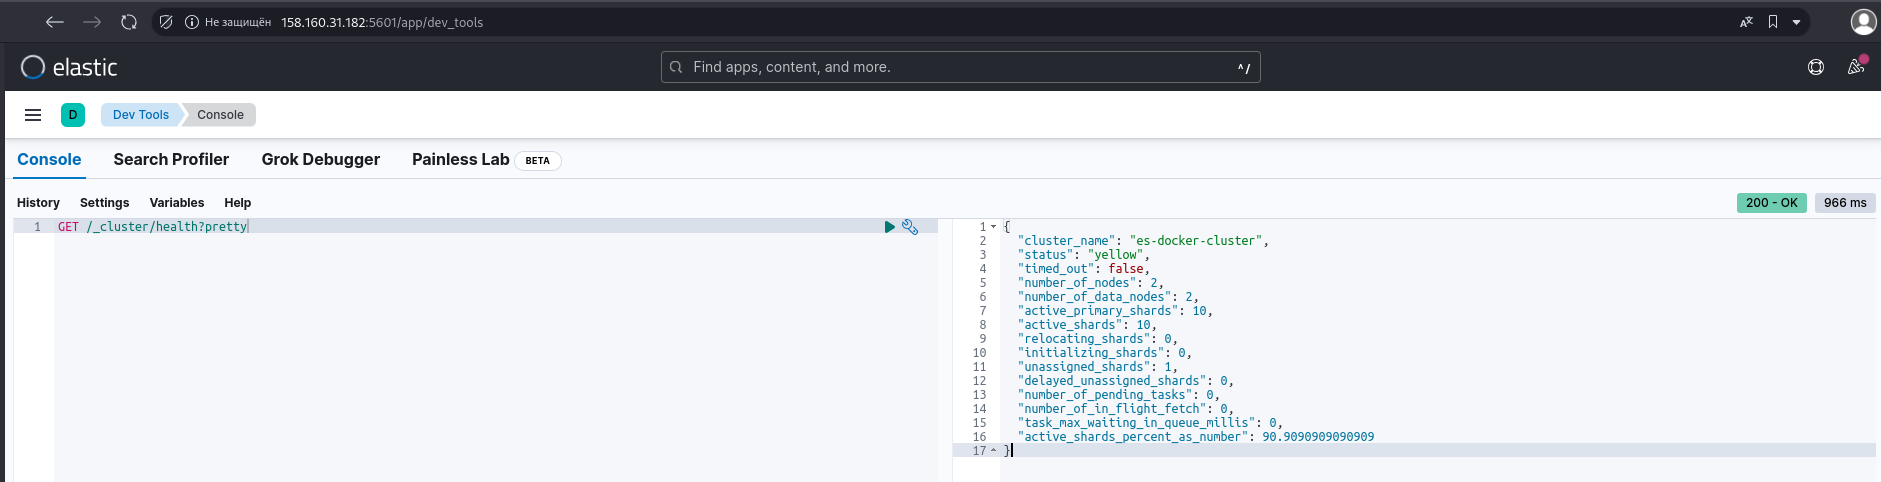 Не защищён 158.160.31.182:5601/app/dev_tools
elastic
Find apps, content, and more.
^/
D
Dev Tools
Console
Console
Search Profiler
Grok Debugger
Painless Lab
BETA
History
Settings
Variables
Help
200 - OK
966 ms
1 GET /_cluster/health?pretty
1 {
2 "cluster_name": "es-docker-cluster",
3 "status": "yellow",
4 "timed_out": false,
5 "number_of_nodes": 2,
6 "number_of_data_nodes": 2,
7 "active_primary_shards": 10,
8 "active_shards": 10,
9 "relocating_shards": 0,
10 "initializing_shards": 0,
11 "unassigned_shards": 1,
12 "delayed_unassigned_shards": 0,
13 "number_of_pending_tasks": 0,
14 "number_of_in_flight_fetch": 0,
15 "task_max_waiting_in_queue_millis": 0,
16 "active_shards_percent_as_number": 90.9090909090909
17 }